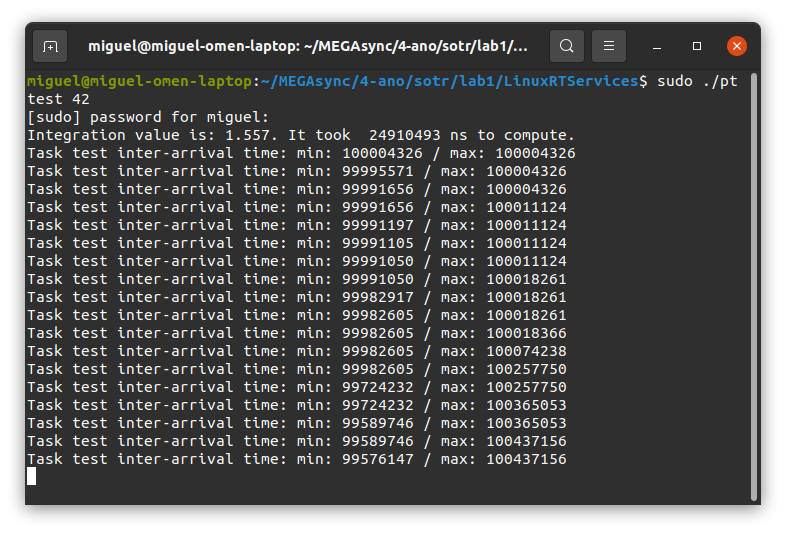 miguel@miguel-omen-laptop: ~/MEGAsync/4-ano/sotr/lab1/...
miguel@miguel-omen-laptop:~/MEGAsync/4-ano/sotr/lab1/LinuxRTServices$ sudo ./pt
test 42
[sudo] password for miguel:
Integration value is: 1.557. It took  24910493 ns to compute.
Task test inter-arrival time: min: 100004326 / max: 100004326
Task test inter-arrival time: min: 99995571 / max: 100004326
Task test inter-arrival time: min: 99991656 / max: 100004326
Task test inter-arrival time: min: 99991656 / max: 100011124
Task test inter-arrival time: min: 99991197 / max: 100011124
Task test inter-arrival time: min: 99991105 / max: 100011124
Task test inter-arrival time: min: 99991050 / max: 100011124
Task test inter-arrival time: min: 99991050 / max: 100018261
Task test inter-arrival time: min: 99982917 / max: 100018261
Task test inter-arrival time: min: 99982605 / max: 100018261
Task test inter-arrival time: min: 99982605 / max: 100018366
Task test inter-arrival time: min: 99982605 / max: 100074238
Task test inter-arrival time: min: 99982605 / max: 100257750
Task test inter-arrival time: min: 99724232 / max: 100257750
Task test inter-arrival time: min: 99724232 / max: 100365053
Task test inter-arrival time: min: 99589746 / max: 100365053
Task test inter-arrival time: min: 99589746 / max: 100437156
Task test inter-arrival time: min: 99576147 / max: 100437156